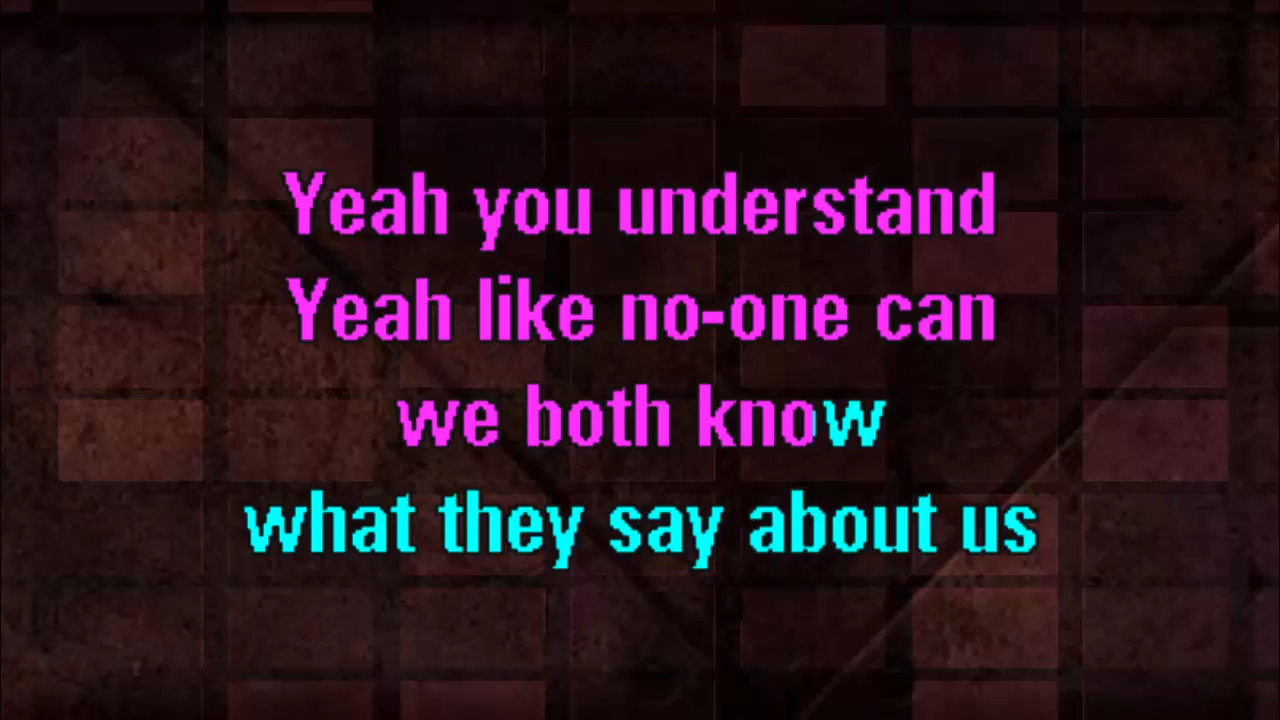 Yeah you understand
Yeah like no-one can
we both know
what they say about us